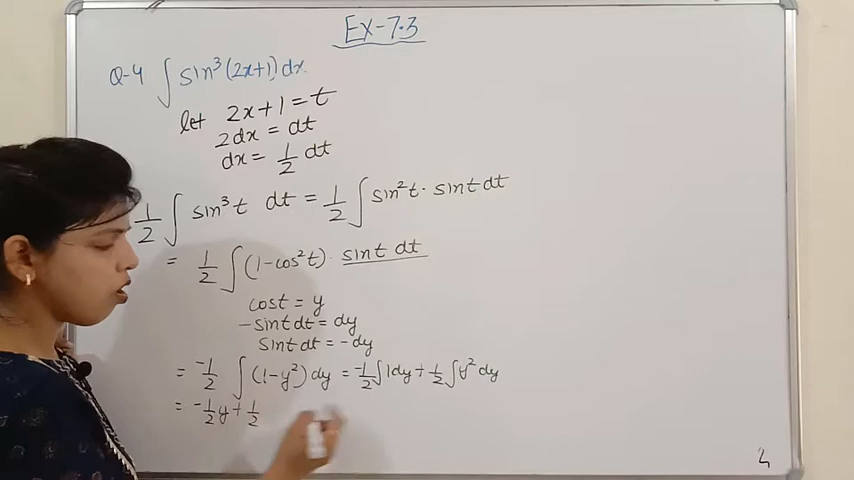 Ex-7.3
Q-4 ∫ sin³(2x+1) dx.
let 2x+1 = t
2dx = dt
dx = 1/2 dt
1/2 ∫ sin³t dt = 1/2 ∫ sin²t · sint dt
= 1/2 ∫ (1-cos²t) · sint dt
cost = y
-sint dt = dy
sint dt = -dy
= -1/2 ∫ (1-y²) dy = -1/2 ∫ 1dy + 1/2 ∫ y² dy
= -1/2 y + 1/2